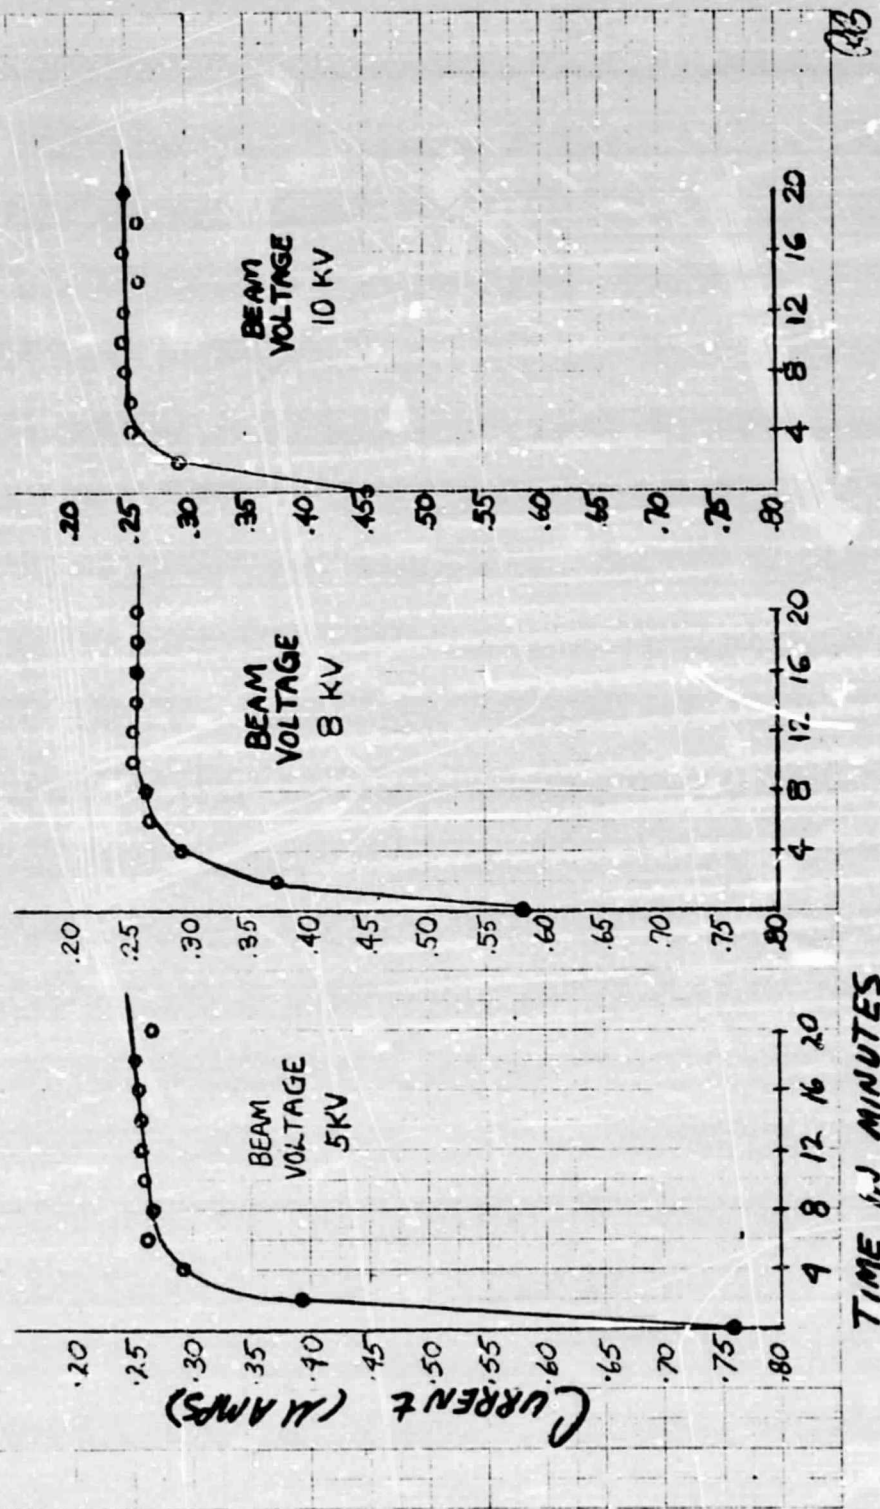 CURRENT (μAMPS)
.20
.25
.30
.35
.40
.45
.50
.55
.60
.65
.70
.75
.80
BEAM
VOLTAGE
5KV
4 8 12 16 20
.20
.25
.30
.35
.40
.45
.50
.55
.60
.65
.70
.75
.80
BEAM
VOLTAGE
8 KV
4 8 12 16 20
.20
.25
.30
.35
.40
.45
.50
.55
.60
.65
.70
.75
.80
BEAM
VOLTAGE
10 KV
4 8 12 16 20
TIME IN MINUTES